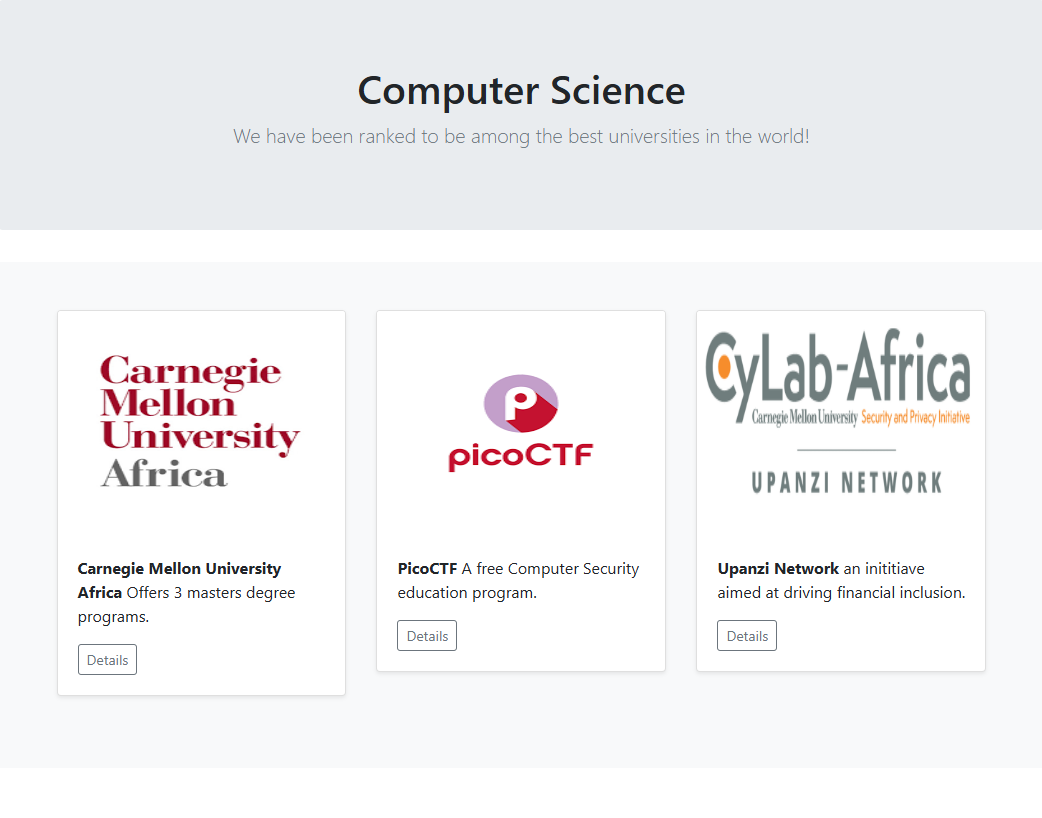 Computer Science
We have been ranked to be among the best universities in the world!
Carnegie
Mellon
University
Africa
Carnegie Mellon University
Africa Offers 3 masters degree
programs.
Details
P
picoCTF
PicoCTF A free Computer Security
education program.
Details
CyLab-Africa
Carnegie Mellon University Security and Privacy Initiative
UPANZI NETWORK
Upanzi Network an inititiave
aimed at driving financial inclusion.
Details